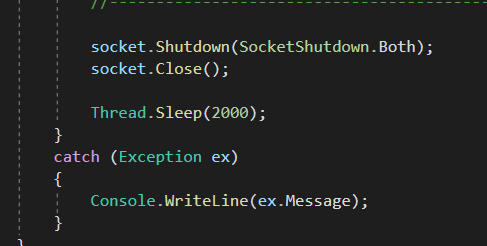 //------------------------------------------
socket.Shutdown(SocketShutdown.Both);
socket.Close();
Thread.Sleep(2000);
}
catch (Exception ex)
{
Console.WriteLine(ex.Message);
}
}